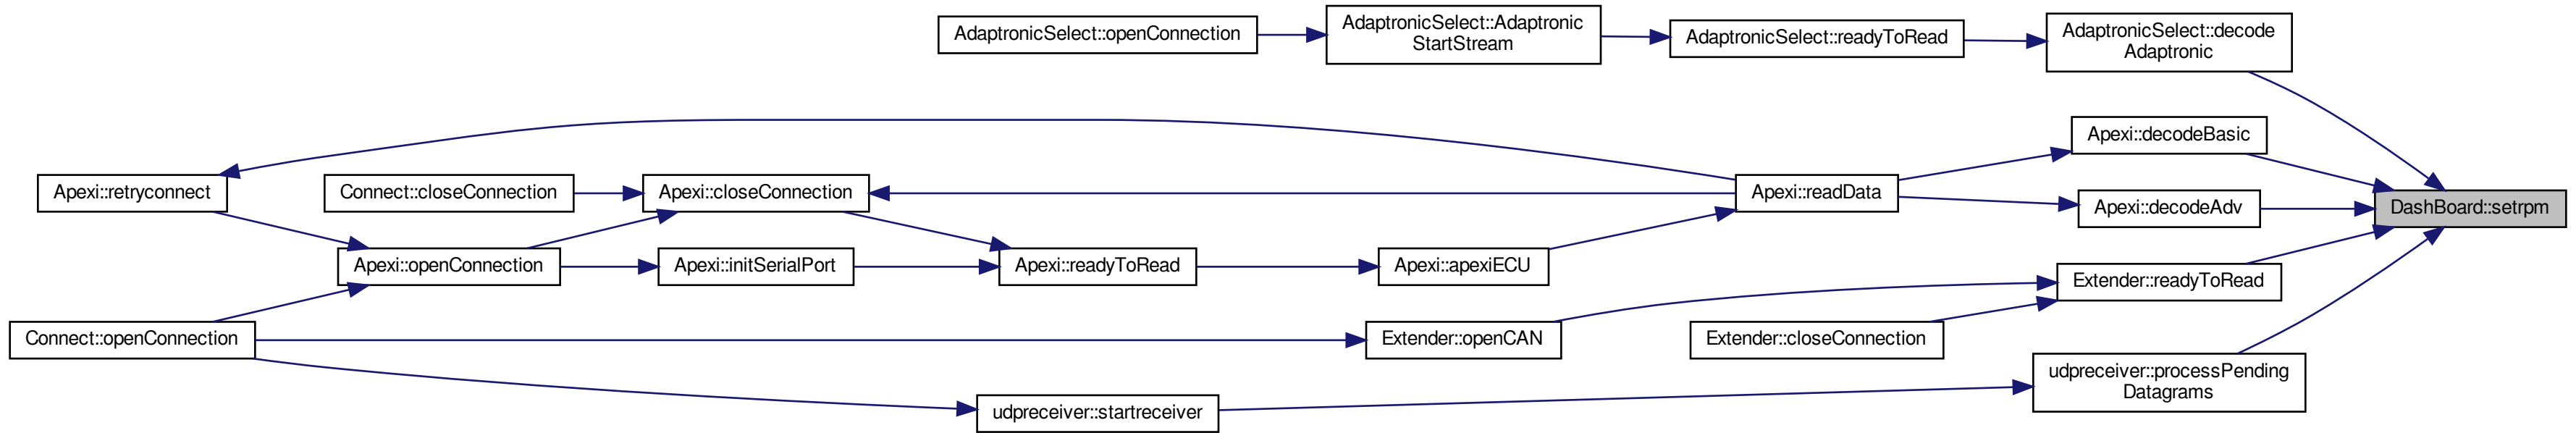 AdaptronicSelect::openConnection
AdaptronicSelect::Adaptronic
StartStream
AdaptronicSelect::readyToRead
AdaptronicSelect::decode
Adaptronic
Apexi::decodeBasic
Apexi::retryconnect
Connect::closeConnection
Apexi::closeConnection
Apexi::readData
Apexi::decodeAdv
DashBoard::setrpm
Apexi::openConnection
Apexi::initSerialPort
Apexi::readyToRead
Apexi::apexiECU
Extender::readyToRead
Connect::openConnection
Extender::openCAN
Extender::closeConnection
udpreceiver::processPending
Datagrams
udpreceiver::startreceiver